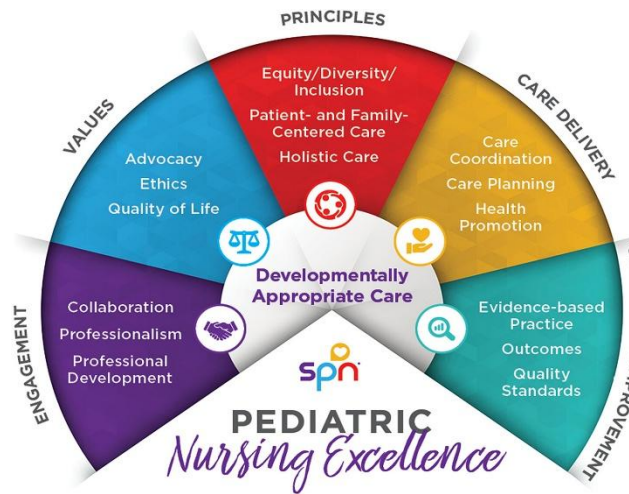 PRINCIPLES
VALUES
CARE DELIVERY
ENGAGEMENT
Equity/Diversity/
Inclusion
Patient- and Family-
Centered Care
Holistic Care
Advocacy
Ethics
Quality of Life
Care
Coordination
Care Planning
Health
Promotion
Collaboration
Professionalism
Professional
Development
Developmentally
Appropriate Care
Evidence-based
Practice
Outcomes
Quality
Standards
spn
PEDIATRIC
Nursing Excellence